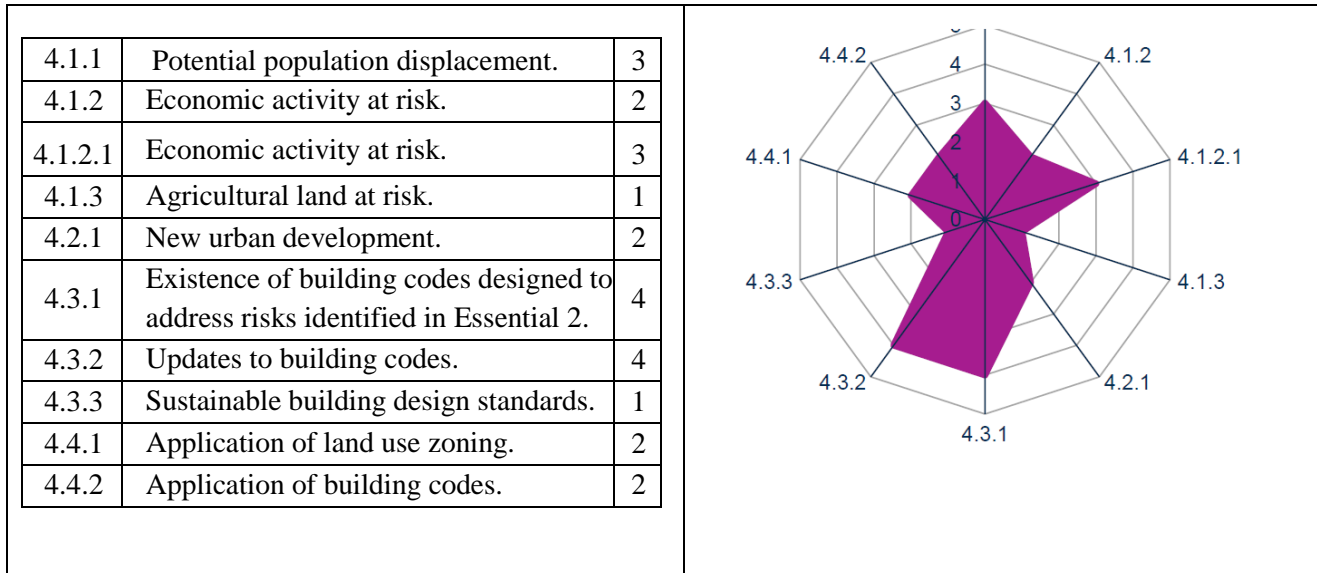 4.1.1 Potential population displacement. 3
4.1.2 Economic activity at risk. 2
4.1.2.1 Economic activity at risk. 3
4.1.3 Agricultural land at risk. 1
4.2.1 New urban development. 2
4.3.1 Existence of building codes designed to
address risks identified in Essential 2. 4
4.3.2 Updates to building codes. 4
4.3.3 Sustainable building design standards. 1
4.4.1 Application of land use zoning. 2
4.4.2 Application of building codes. 2
4.4.2
4.1.2
4
3
2
4.4.1
4.1.2.1
1
0
4.3.3
4.1.3
4.3.2
4.2.1
4.3.1